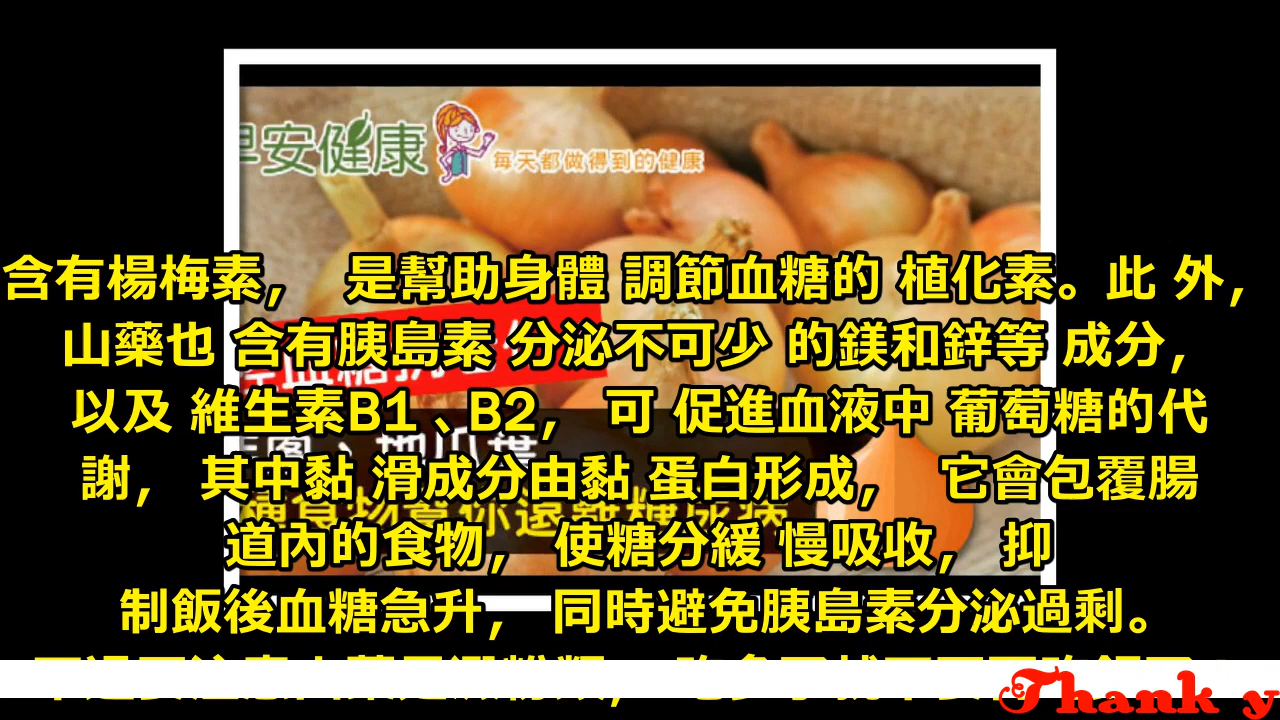 早安健康
每天都做得到的健康
含有楊梅素， 是幫助身體 調節血糖的 植化素。此 外，
山藥也 含有胰島素 分泌不可少 的鎂和鋅等 成分，
以及 維生素B1、B2， 可 促進血液中 葡萄糖的代
謝， 其中黏 滑成分由黏 蛋白形成， 它會包覆腸
道內的食物， 使糖分緩 慢吸收， 抑
制飯後血糖急升， 同時避免胰島素分泌過剩。
Thank y